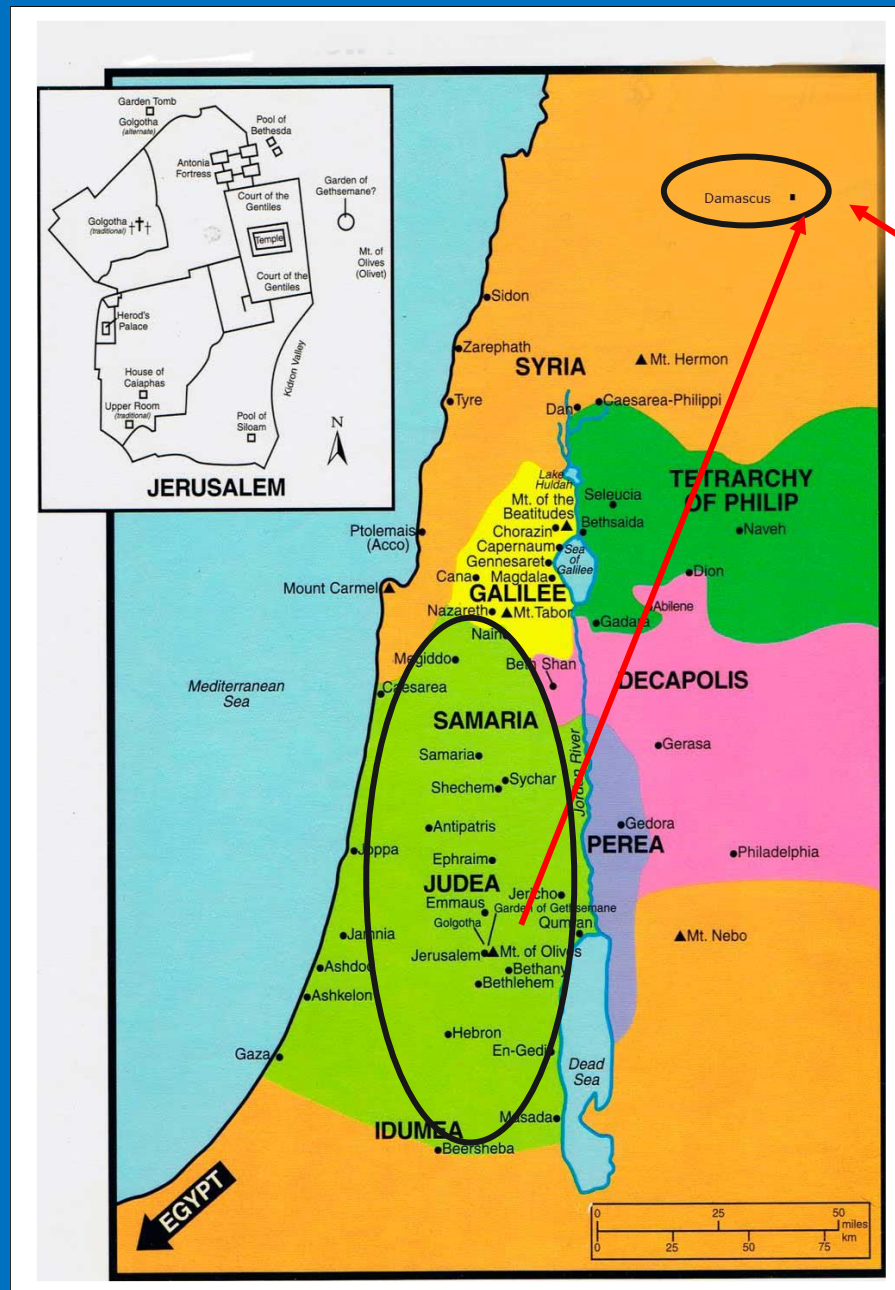 Garden Tomb
Golgotha
(alternate)
Pool of
Bethesda
Antonia
Fortress
Garden of
Gethsemane?
Court of the
Gentiles
Golgotha
(traditional)
Temple
Mt. of
Olives
(Olivet)
Court of the
Gentiles
Herod's
Palace
House of
Caiaphas
Kidron Valley
Upper Room
(traditional)
Pool of
Siloam
N
JERUSALEM
Damascus
Sidon
Zarephath
SYRIA
Mt. Hermon
Tyre
Dan
Caesarea-Philippi
Lake
Huldah
TETRARCHY
OF PHILIP
Mt. of the
Beatitudes
Seleucia
Ptolemais
(Acco)
Chorazin
Bethsaida
Naveh
Capernaum
Sea
of
Galilee
Gennesaret
Cana
Magdala
Dion
Mount Carmel
GALILEE
Nazareth
Mt. Tabor
Abilene
Gadara
Nain
Megiddo
Beth Shan
Mediterranean
Sea
Caesarea
DECAPOLIS
SAMARIA
Samaria
Gerasa
Jordan River
Sychar
Shechem
Antipatris
Gedora
Joppa
PEREA
Philadelphia
Ephraim
JUDEA
Jericho
Emmaus
Garden of Gethsemane
Golgotha
Qumran
Jamnia
Mt. Nebo
Jerusalem
Mt. of Olives
Ashdod
Bethany
Bethlehem
Ashkelon
Hebron
Gaza
En-Gedi
Dead
Sea
Masada
IDUMEA
Beersheba
EGYPT
0 25 50
miles
km
0 25 50 75